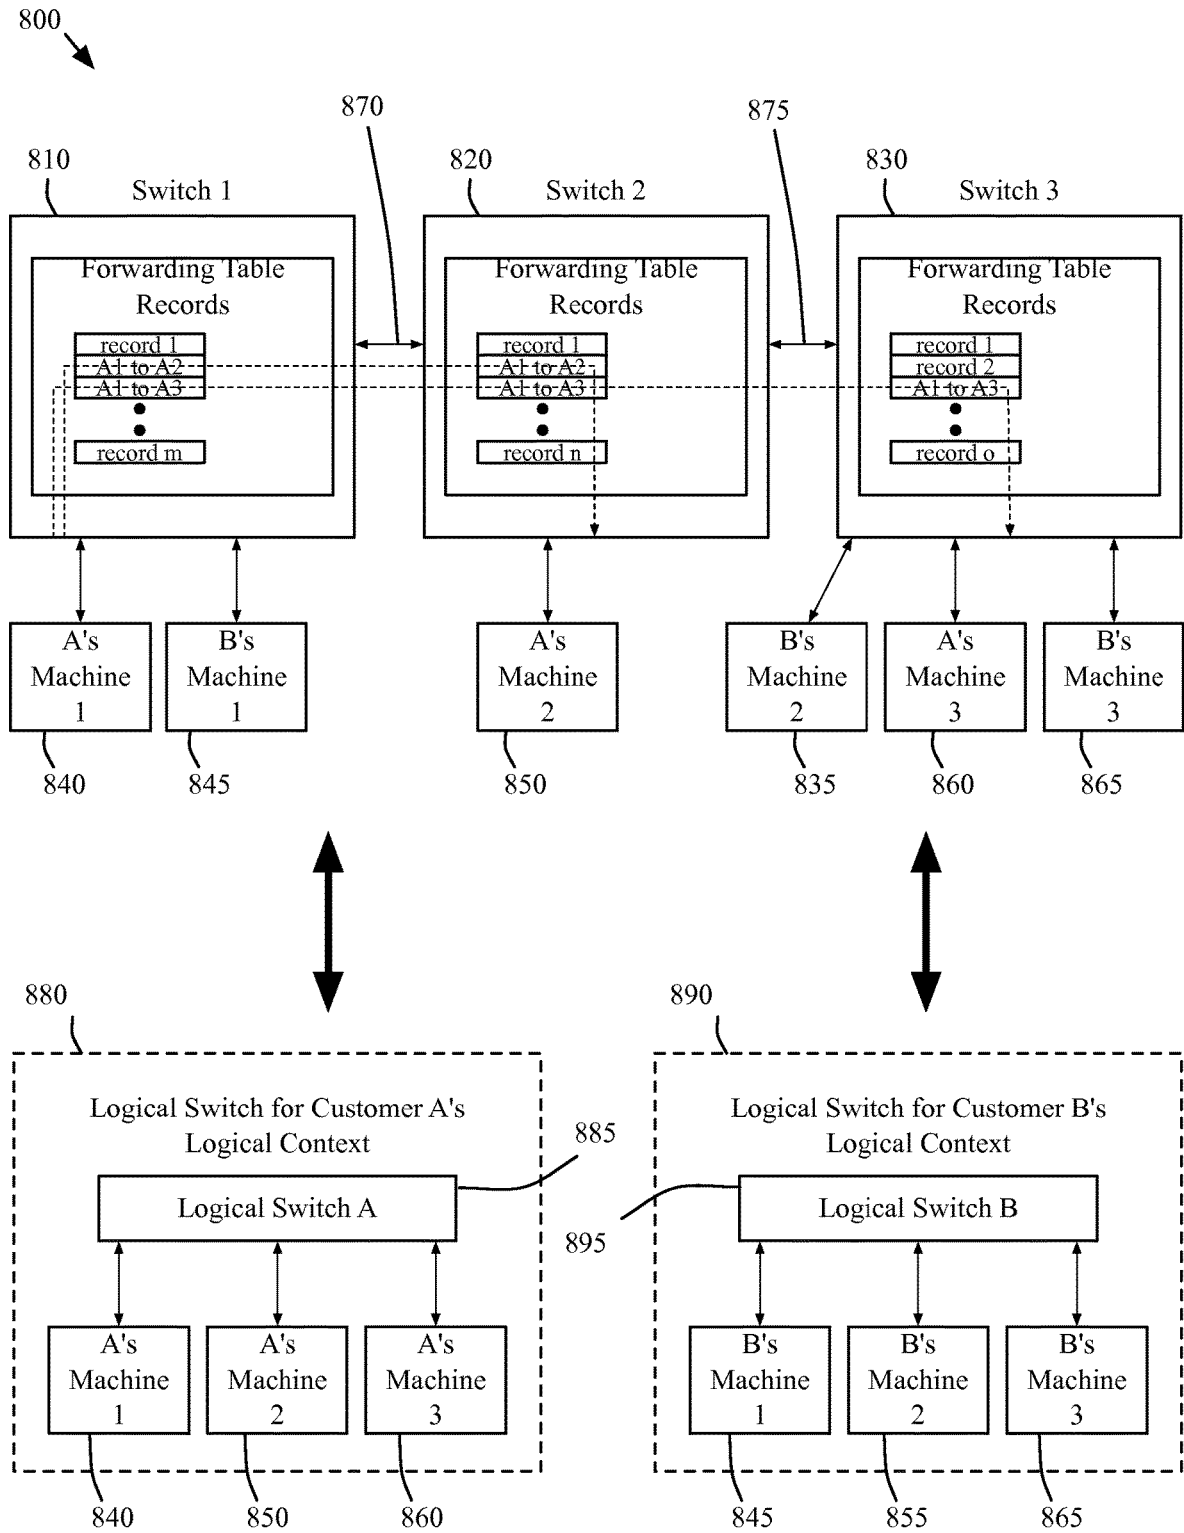 800
870
875
810
820
830
Switch 1
Switch 2
Switch 3
Forwarding Table
Records
record 1
A1 to A2
A1 to A3
record m
Forwarding Table
Records
record 1
A1 to A2
A1 to A3
record n
Forwarding Table
Records
record 1
record 2
A1 to A3
record o
A's
Machine
1
B's
Machine
1
A's
Machine
2
B's
Machine
2
A's
Machine
3
B's
Machine
3
840
845
850
835
860
865
880
890
Logical Switch for Customer A's
Logical Context
885
Logical Switch A
A's
Machine
1
A's
Machine
2
A's
Machine
3
840
850
860
Logical Switch for Customer B's
Logical Context
895
Logical Switch B
B's
Machine
1
B's
Machine
2
B's
Machine
3
845
855
865